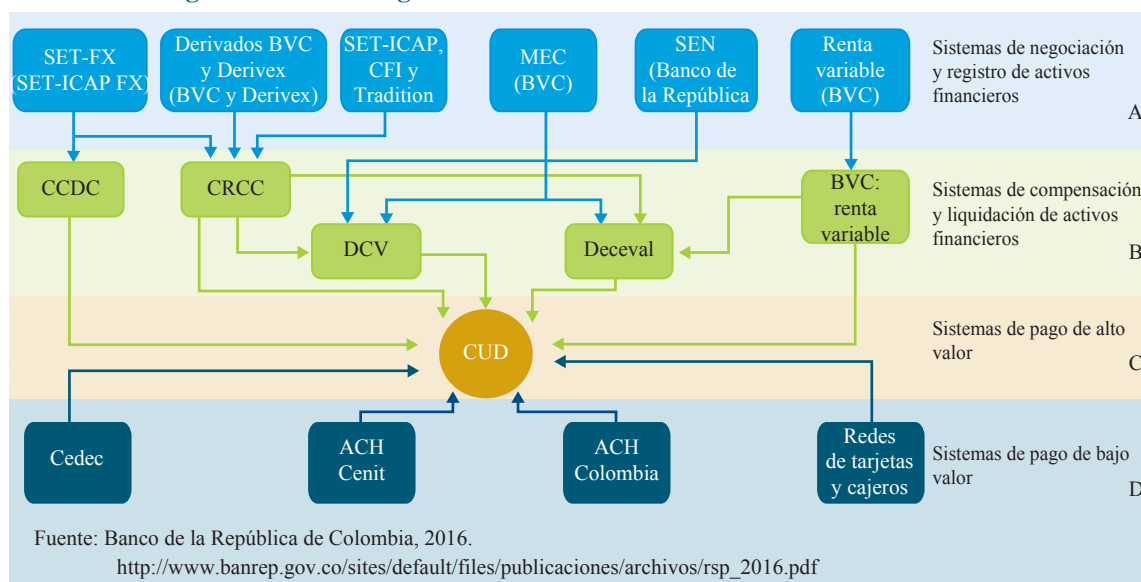 SET-FX
(SET-ICAP FX)
Derivados BVC
y Derivex
(BVC y Derivex)
SET-ICAP,
CFI y
Tradition
MEC
(BVC)
SEN
(Banco de
la República)
Renta
variable
(BVC)
Sistemas de negociación
y registro de activos
financieros
A
CCDC
CRCC
DCV
Deceval
BVC:
renta
variable
Sistemas de compensación
y liquidación de activos
financieros
B
CUD
Sistemas de pago de alto
valor
C
Cedec
ACH
Cenit
ACH
Colombia
Redes
de tarjetas
y cajeros
Sistemas de pago de bajo
valor
D
Fuente: Banco de la República de Colombia, 2016.
http://www.banrep.gov.co/sites/default/files/publicaciones/archivos/rsp_2016.pdf